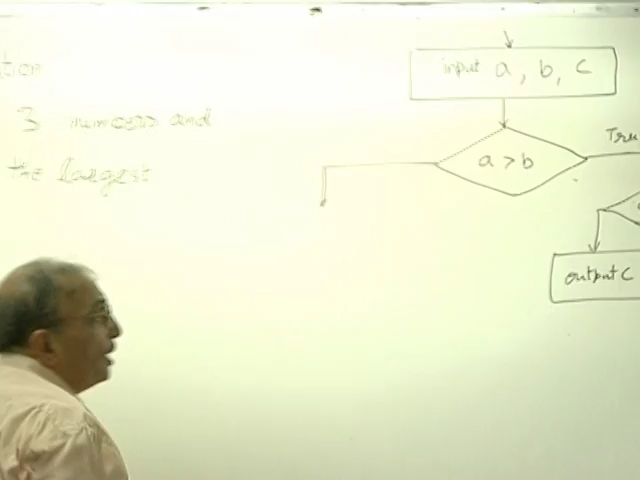 tion
3 numbers and
the largest
input a, b, c
a > b
Tru
output c